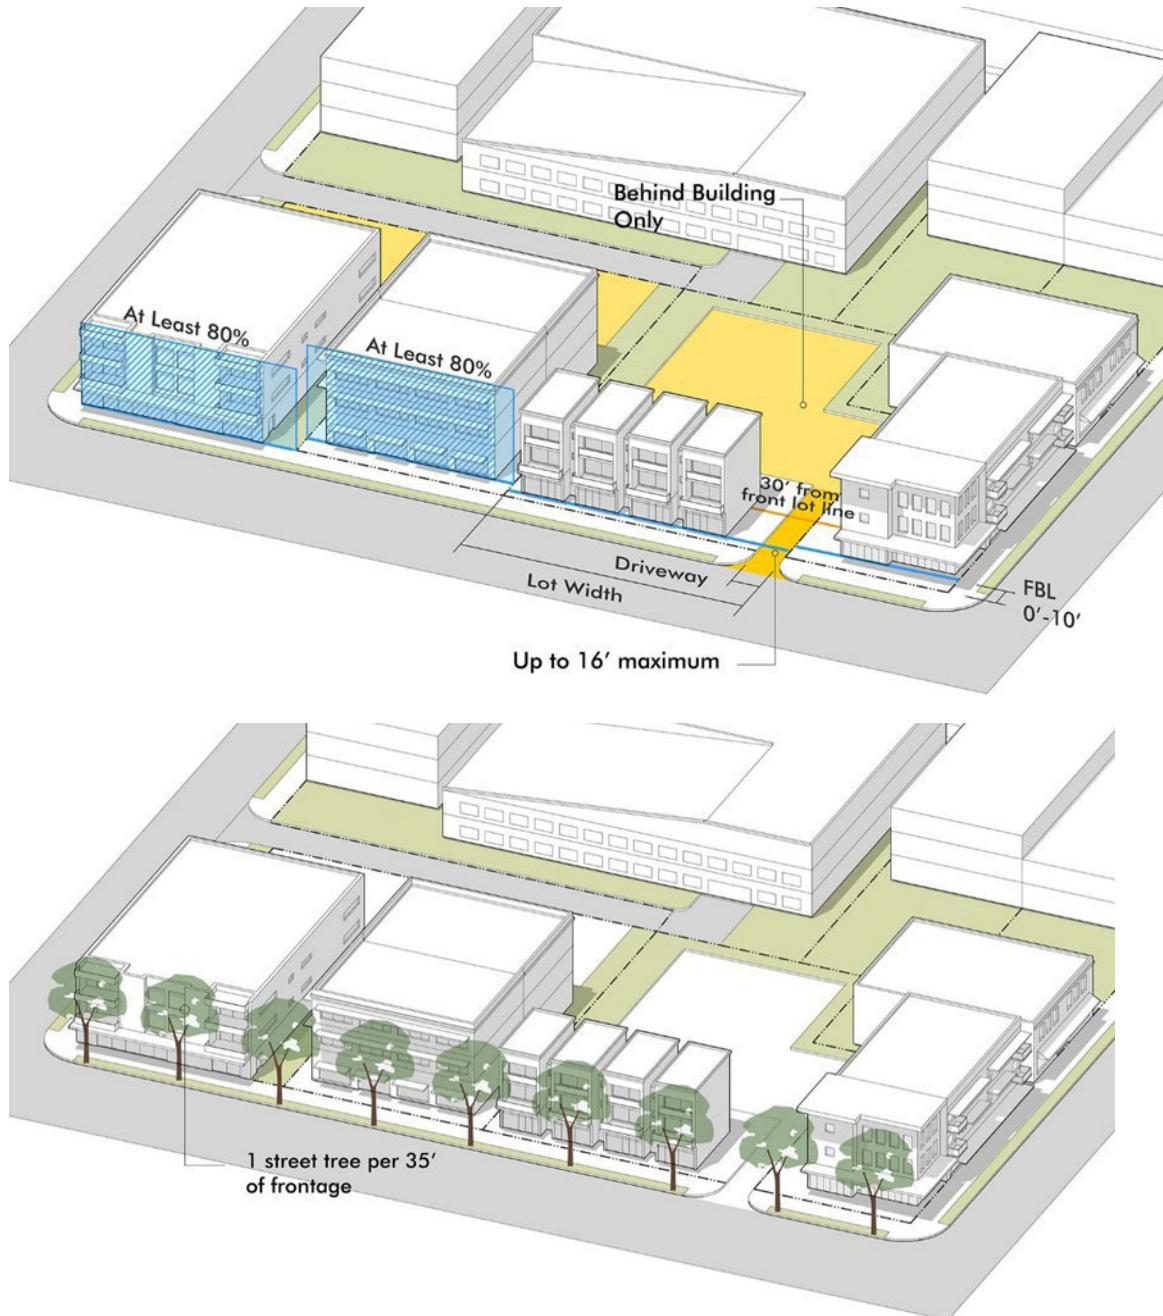 Behind Building
Only
At Least 80%
At Least 80%
30’ from
front lot line
Driveway
Lot Width
FBL
0’-10’
Up to 16’ maximum
1 street tree per 35’
of frontage